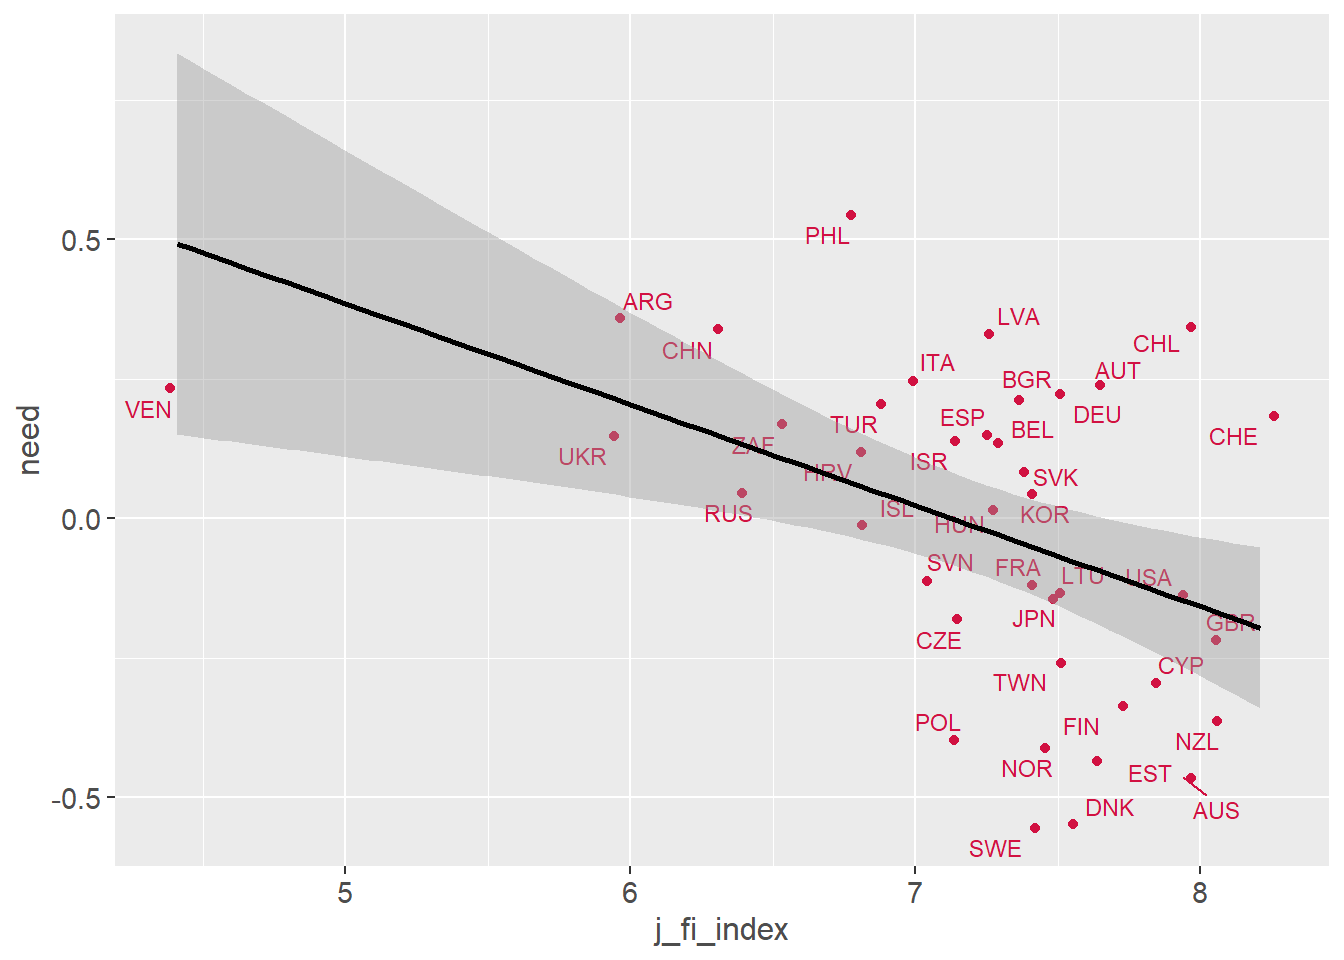 PHL
0.5
ARG
LVA
CHN
CHL
ITA
AUT
BGR
VEN
ESP
DEU
TUR
BEL
CHE
ZAF
UKR
ISR
HRV
SVK
RUS
ISL
KOR
HUN
0.0
SVN
FRA
LTU
USA
JPN
GBR
CZE
CYP
TWN
POL
FIN
NZL
NOR
EST
-0.5
DNK
AUS
SWE
need
5 6 7 8
j_fi_index